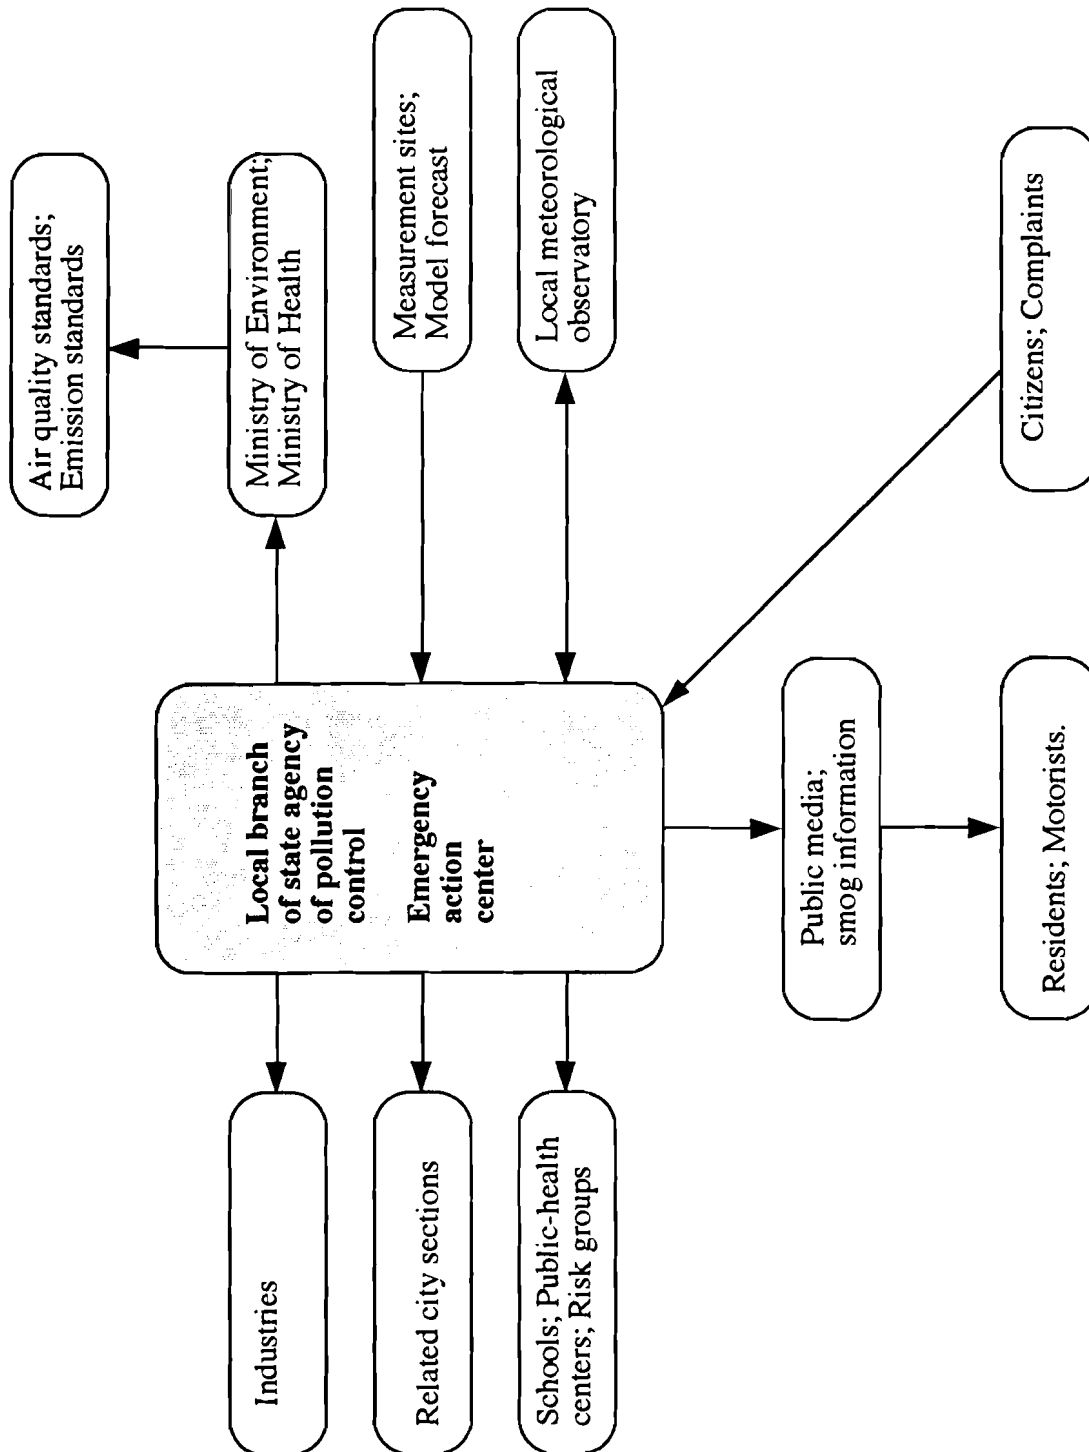 Air quality standards;
Emission standards
Ministry of Environment;
Ministry of Health
Measurement sites;
Model forecast
Local meteorological
observatory
Citizens; Complaints
Local branch
of state agency
of pollution
control
Emergency
action
center
Public media;
smog information
Residents; Motorists.
Industries
Related city sections
Schools; Public-health
centers; Risk groups